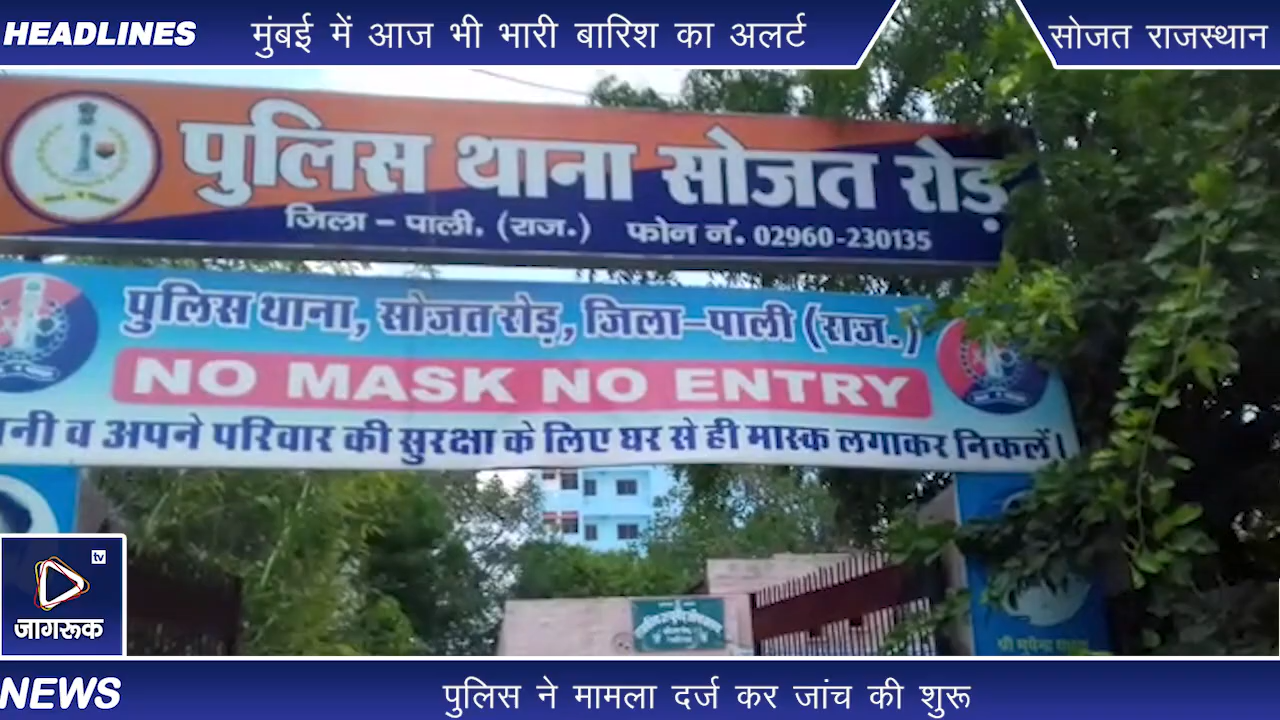 HEADLINES मुंबई में आज भी भारी बारिश का अलर्ट सोजत राजस्थान
पुलिस थाना सोजत रोड़
जिला - पाली. (राज.) फोन नं. 02960-230135
पुलिस थाना, सोजत रोड़, जिला-पाली (राज.)
NO MASK NO ENTRY
व अपने परिवार की सुरक्षा के लिए घर से ही मास्क लगाकर निकलें।
tv
जागरूक
NEWS पुलिस ने मामला दर्ज कर जांच की शुरू